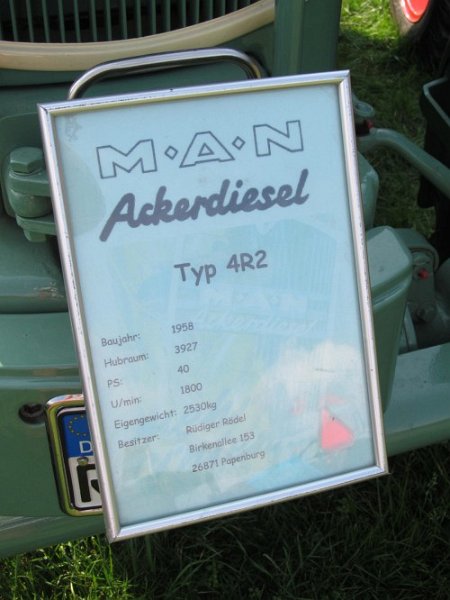 M·A·N
Ackerdiesel
Typ 4R2
Baujahr: 1958
Hubraum: 3927
PS: 40
U/min: 1800
Eigengewicht: 2530kg
Besitzer: Rüdiger Rödel
Birkenallee 153
26871 Papenburg
D